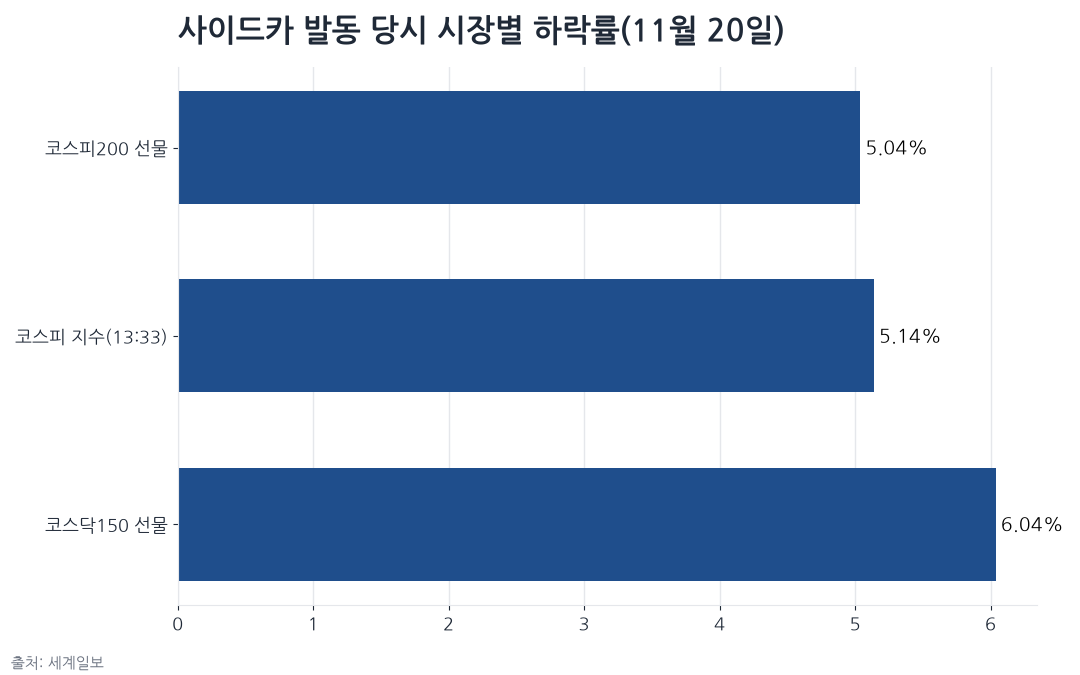 사이드카 발동 당시 시장별 하락률(11월 20일)
코스피200 선물
5.04%
코스피 지수(13:33)
5.14%
코스닥150 선물
6.04%
0 1 2 3 4 5 6
출처: 세계일보